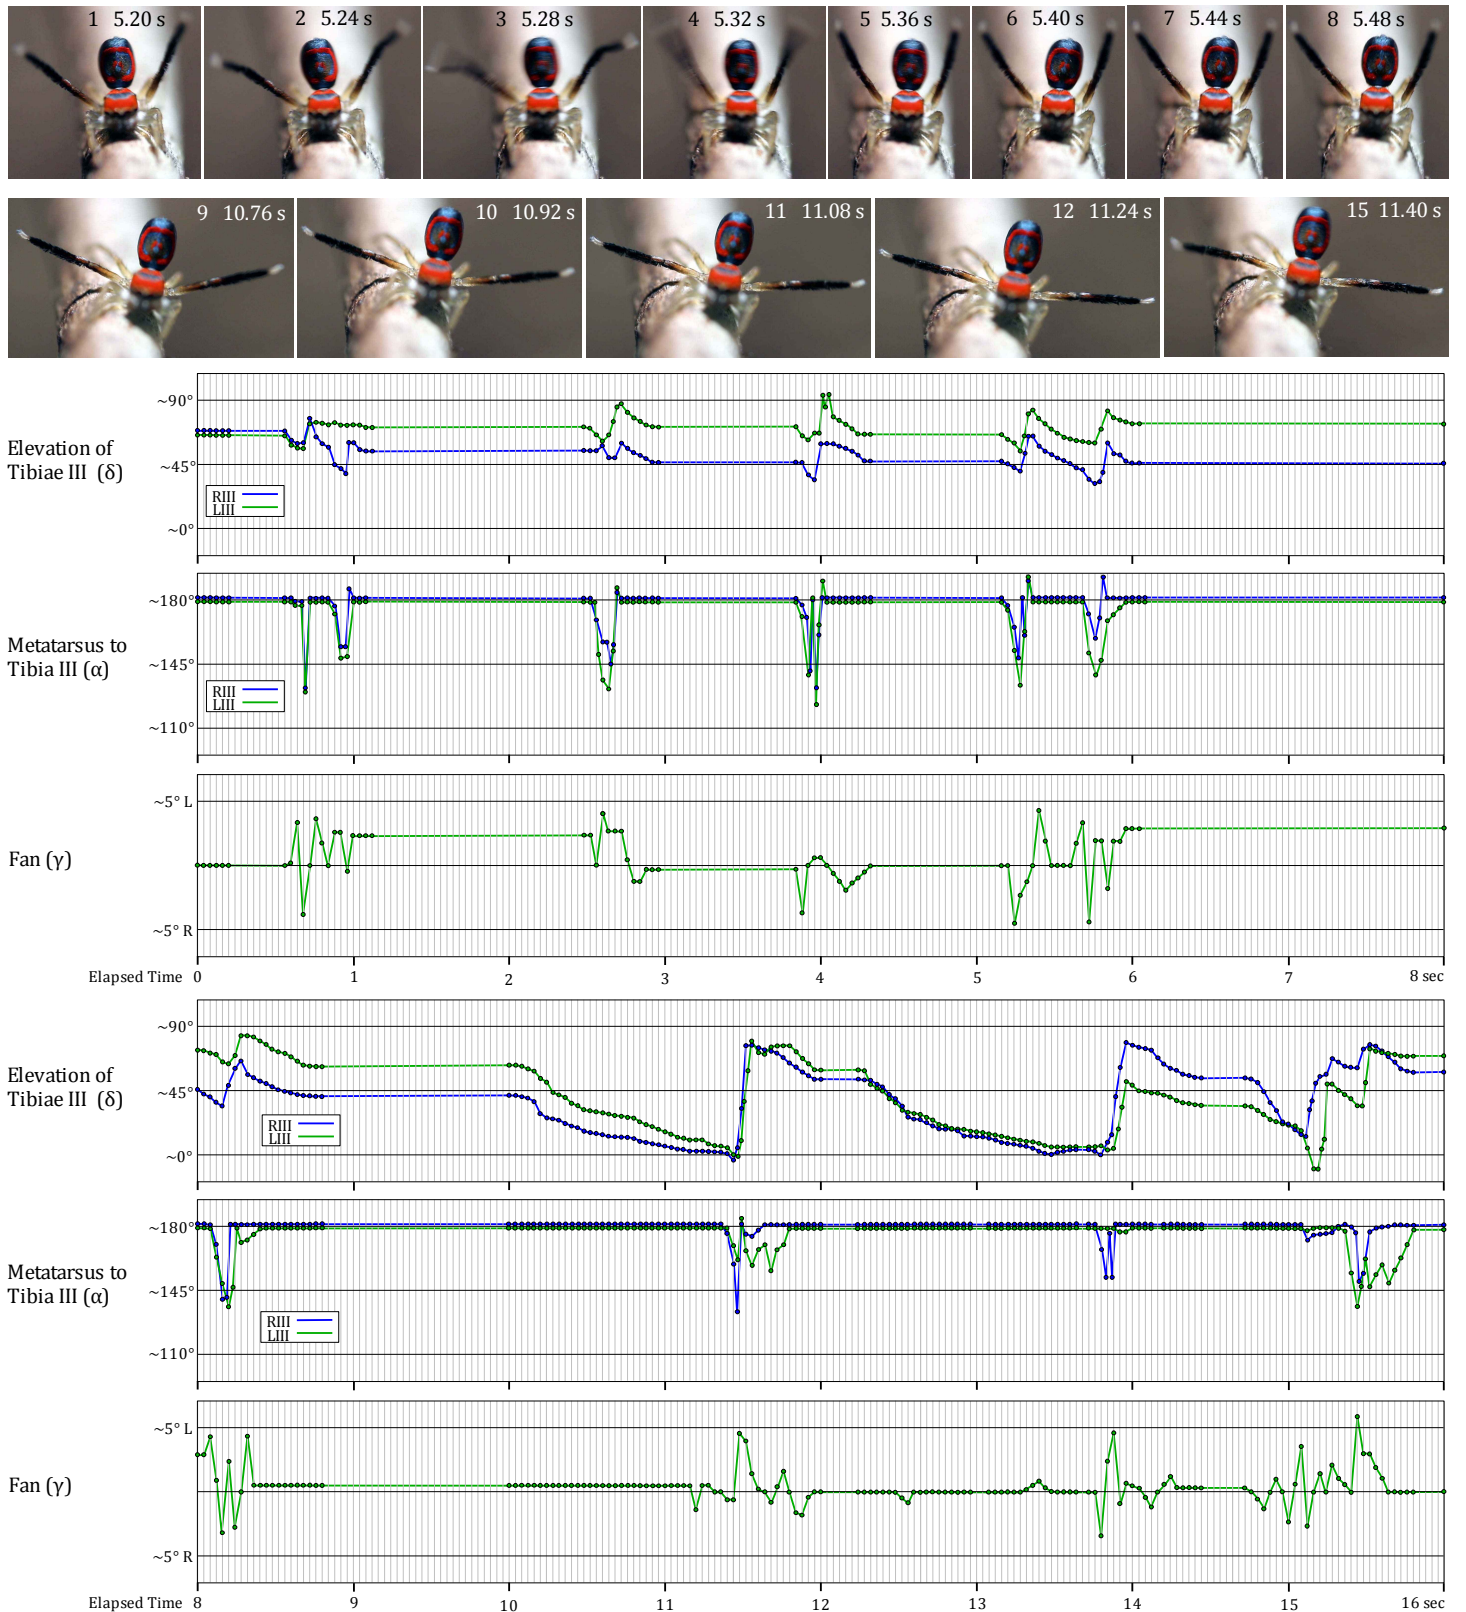 1 5.20 s
2 5.24 s
3 5.28 s
4 5.32 s
5 5.36 s
6 5.40 s
7 5.44 s
8 5.48 s
9 10.76 s
10 10.92 s
11 11.08 s
12 11.24 s
15 11.40 s
Elevation of
Tibiae III (δ)
~90°
~45°
~0°
RIII
LIII
Metatarsus to
Tibia III (α)
~180°
~145°
~110°
RIII
LIII
Fan (γ)
~5° L
~5° R
Elapsed Time 0 1 2 3 4 5 6 7 8 sec
Elevation of
Tibiae III (δ)
~90°
~45°
~0°
RIII
LIII
Metatarsus to
Tibia III (α)
~180°
~145°
~110°
RIII
LIII
Fan (γ)
~5° L
~5° R
Elapsed Time 8 9 10 11 12 13 14 15 16 sec